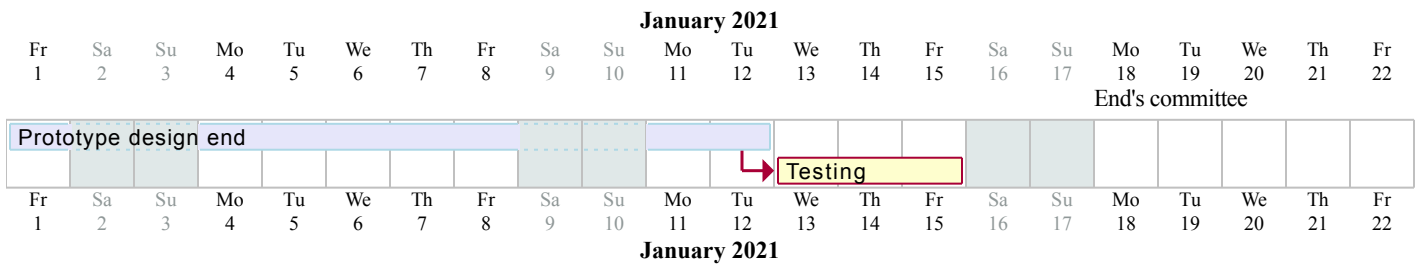 January 2021
Fr Sa Su Mo Tu We Th Fr Sa Su Mo Tu We Th Fr Sa Su Mo Tu We Th Fr
1 2 3 4 5 6 7 8 9 10 11 12 13 14 15 16 17 18 19 20 21 22
End's committee
Prototype design end
Testing
Fr Sa Su Mo Tu We Th Fr Sa Su Mo Tu We Th Fr Sa Su Mo Tu We Th Fr
1 2 3 4 5 6 7 8 9 10 11 12 13 14 15 16 17 18 19 20 21 22
January 2021